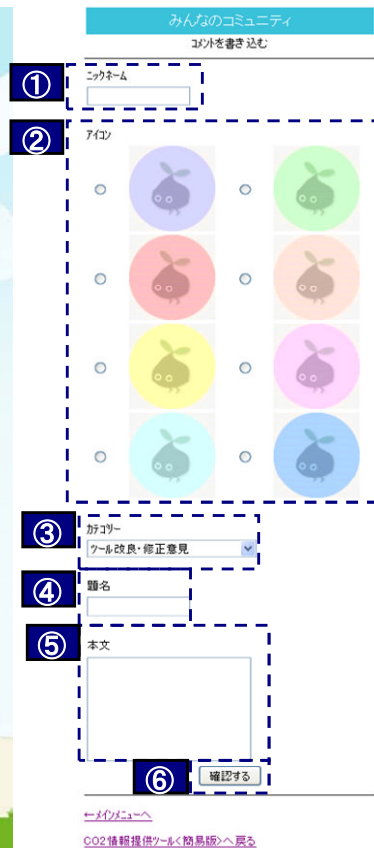 みんなのコミュニティ
コメントを書き込む
①
ニックネーム
②
アイコン
③
カテゴリー
ツール改良・修正意見
④
題名
⑤
本文
⑥
確認する
←メインメニューへ
CO2情報提供ツール<簡易版>へ戻る